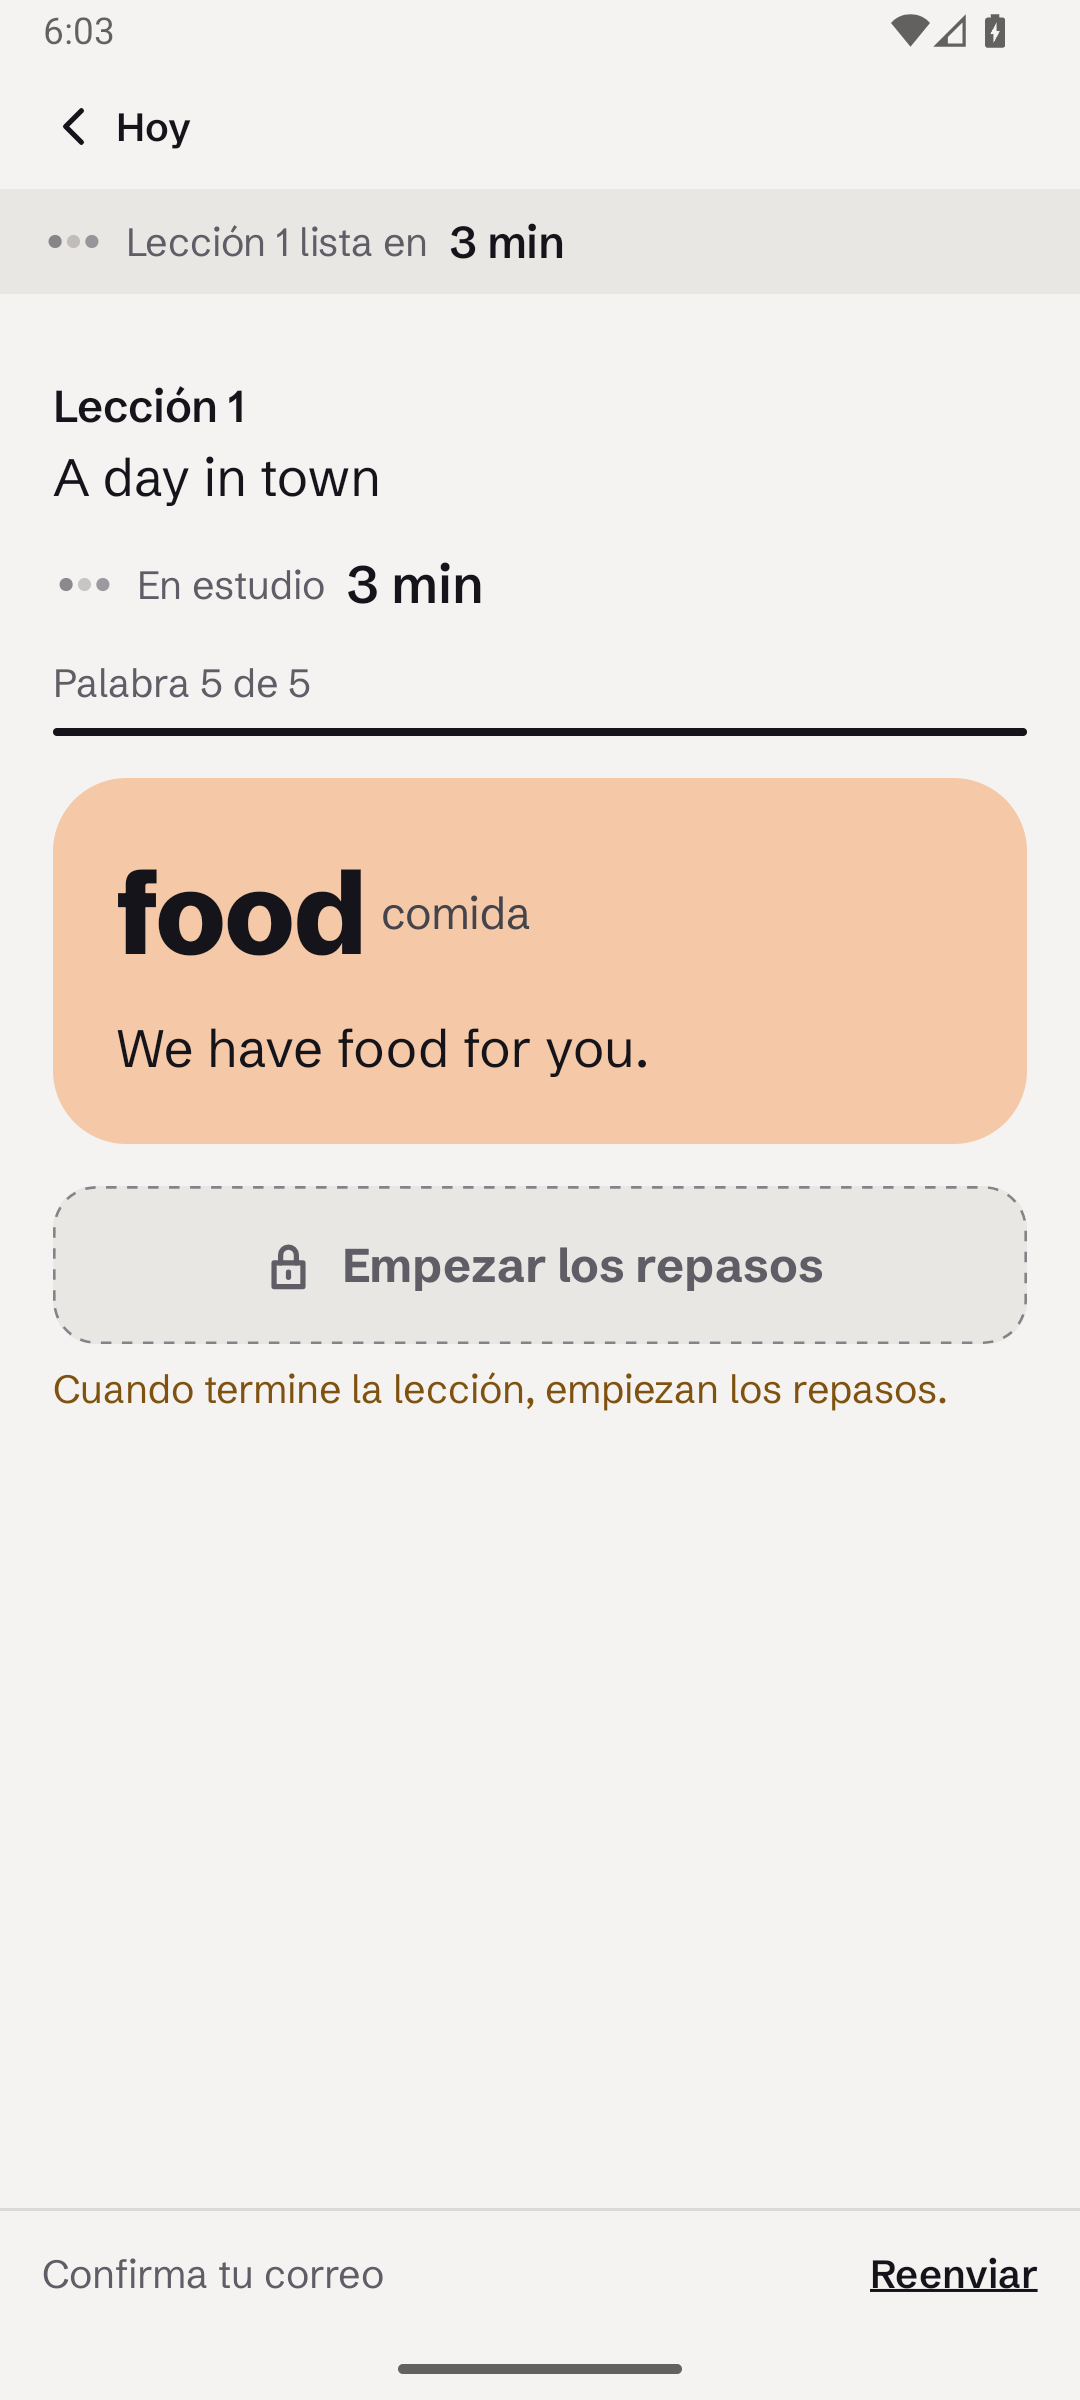 6:03
Hoy
Lección 1 lista en 3 min
Lección 1
A day in town
En estudio 3 min
Palabra 5 de 5
food comida
We have food for you.
Empezar los repasos
Cuando termine la lección, empiezan los repasos.
Confirma tu correo Reenviar